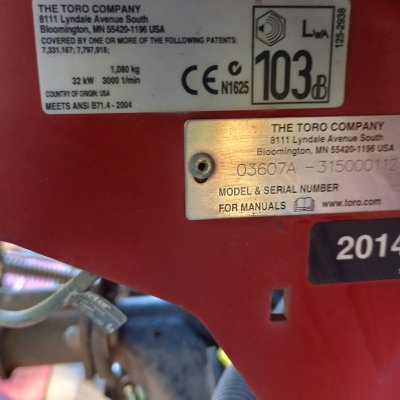 THE TORO COMPANY
8111 Lyndale Avenue South
Bloomington, MN 55420-1196 USA
COVERED BY ONE OR MORE OF THE FOLLOWING PATENTS:
7,331,167; 7,797,918;
1,080 kg
32 kW 3000 1/min
COUNTRY OF ORIGIN: USA
MEETS ANSI B71.4 - 2004
CE
N1625
LWA
103 dB
125-2938
THE TORO COMPANY
8111 Lyndale Avenue South
Bloomington, MN 55420-1196 USA
03607A -315000112
MODEL & SERIAL NUMBER
FOR MANUALS www.toro.com
2014